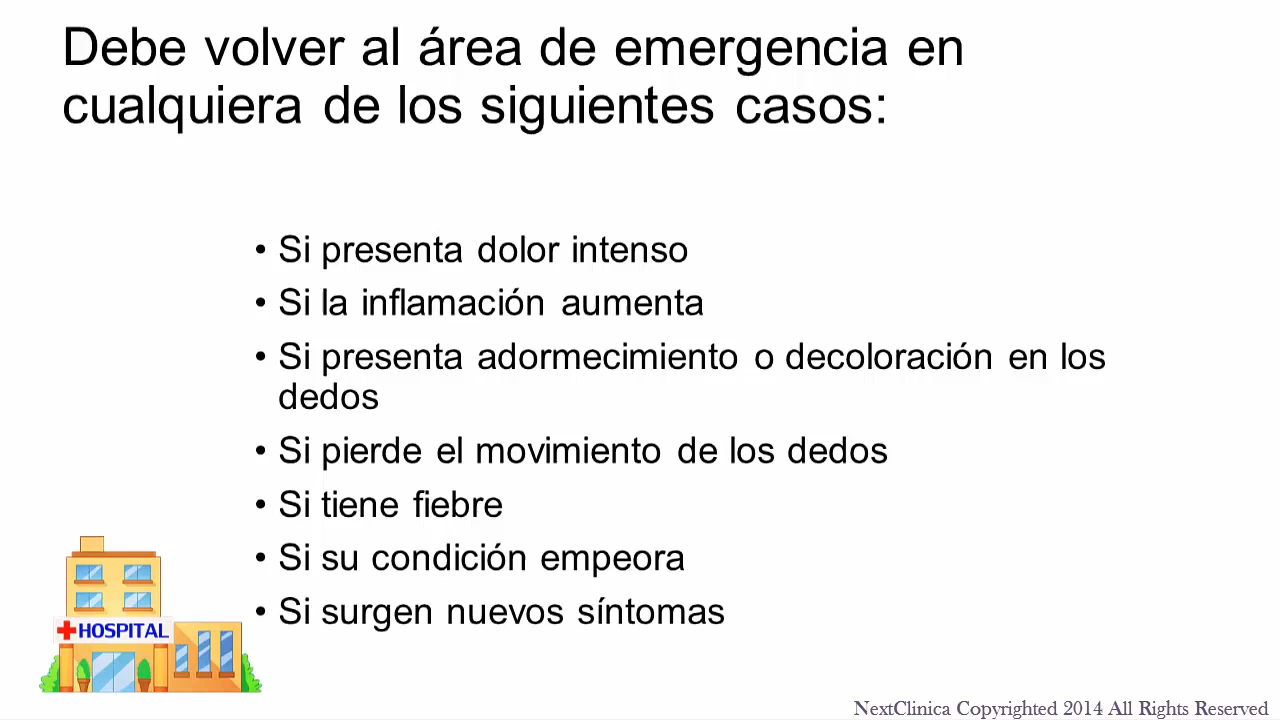 Debe volver al área de emergencia en
cualquiera de los siguientes casos:
• Si presenta dolor intenso
• Si la inflamación aumenta
• Si presenta adormecimiento o decoloración en los
dedos
• Si pierde el movimiento de los dedos
• Si tiene fiebre
• Si su condición empeora
• Si surgen nuevos síntomas
HOSPITAL
NextClinica Copyrighted 2014 All Rights Reserved